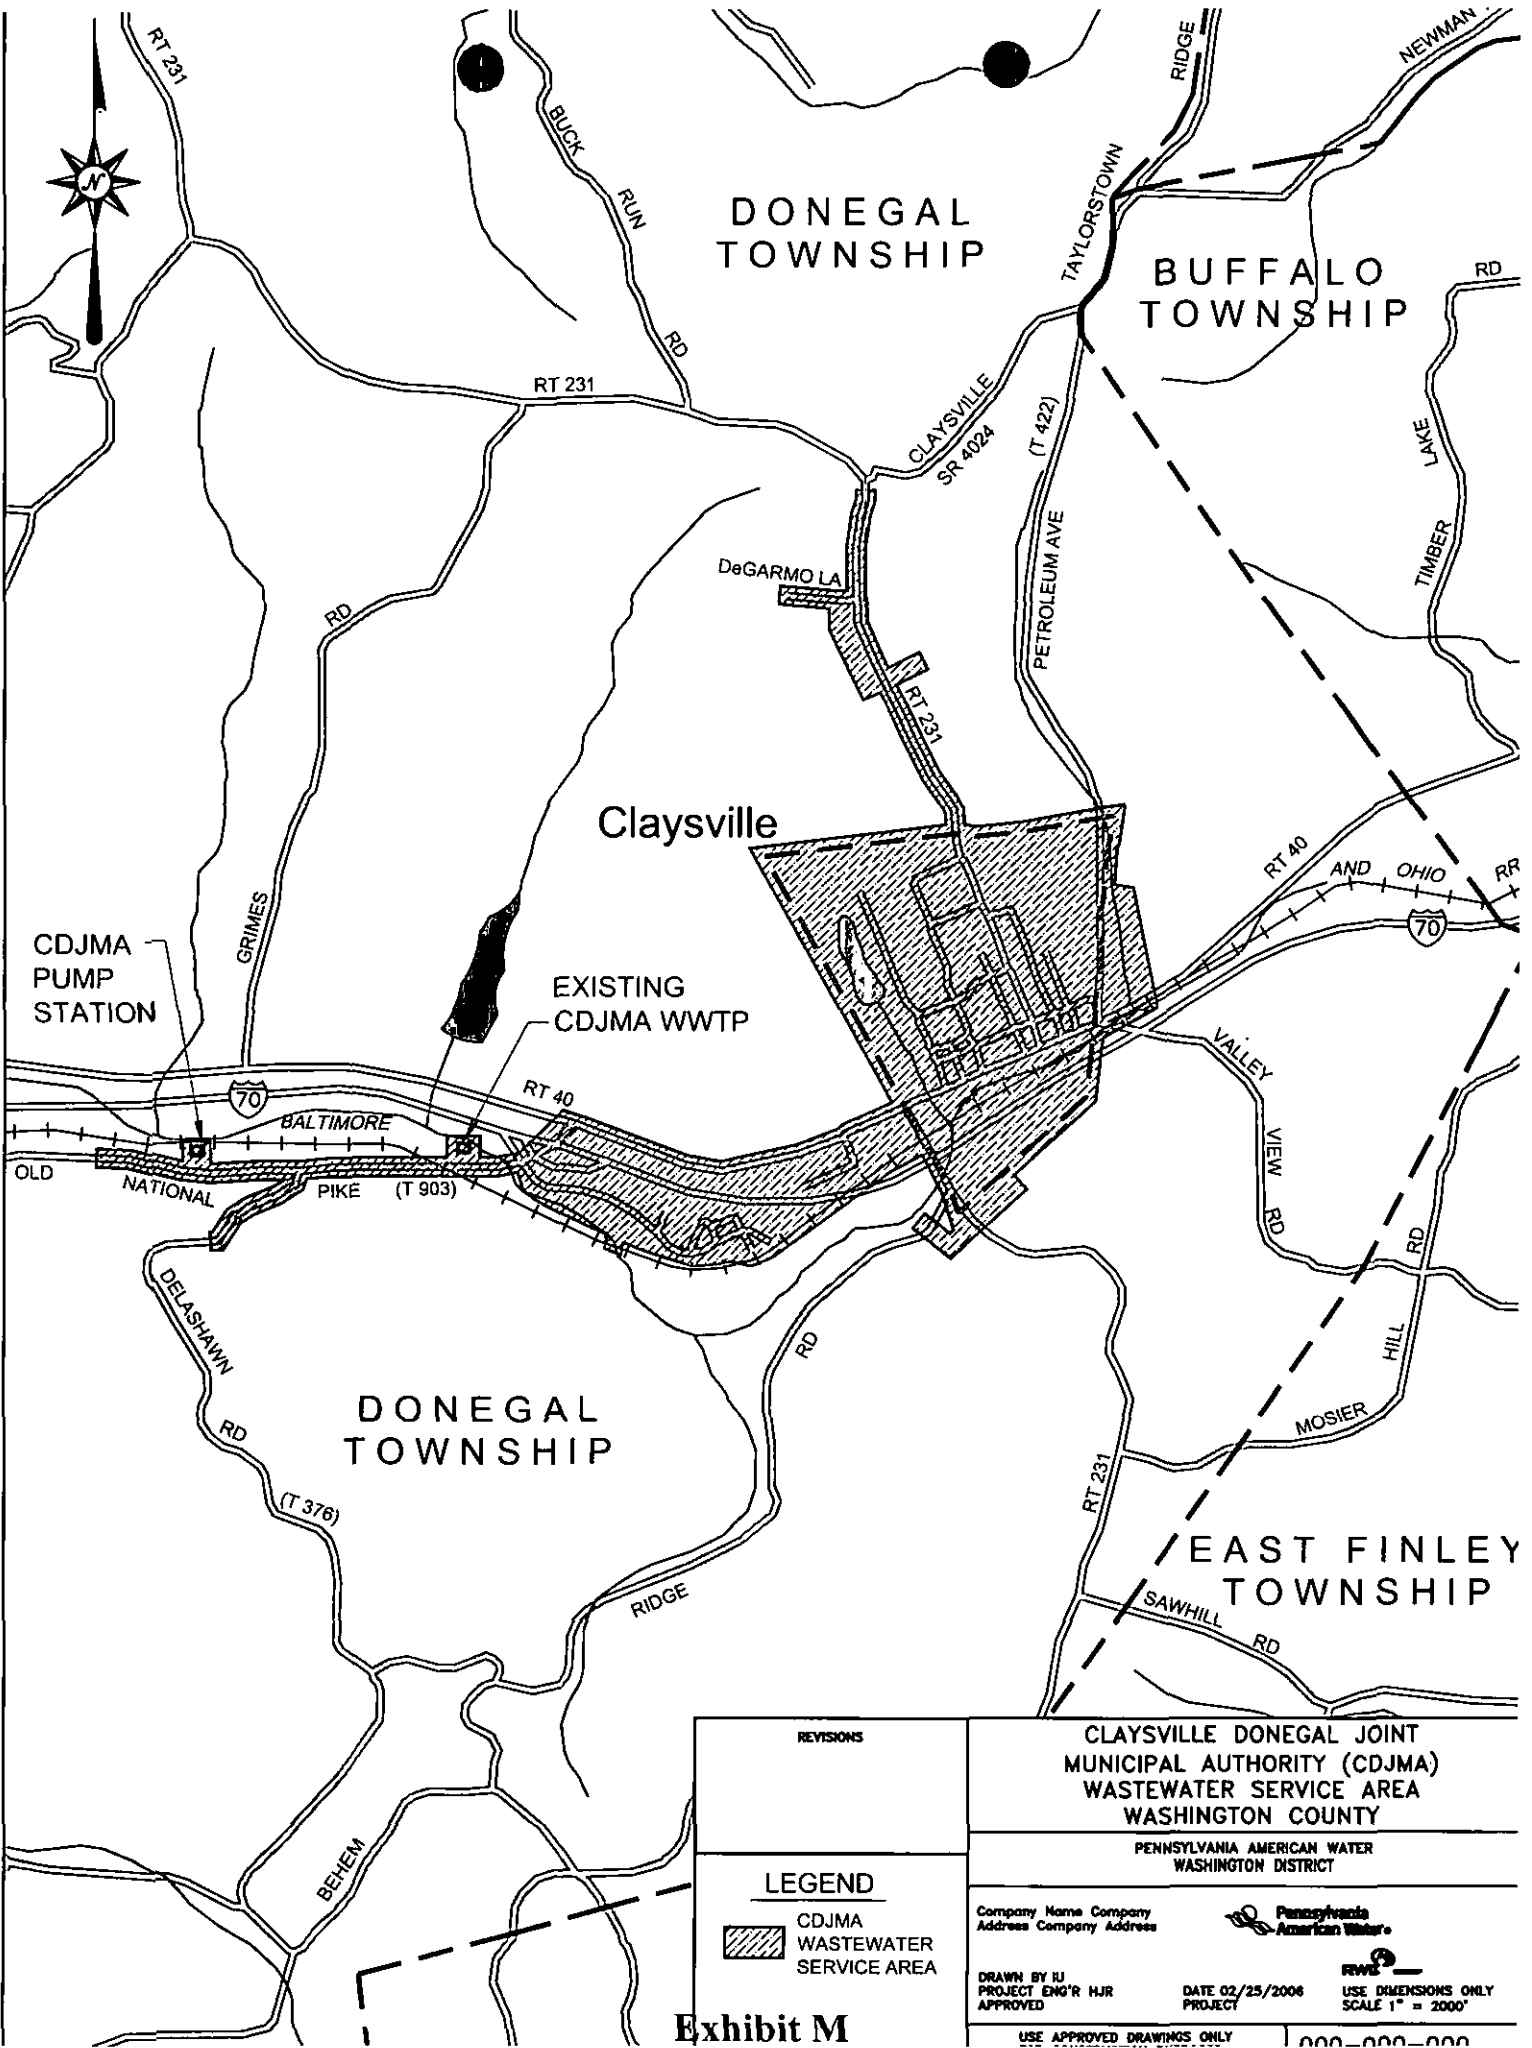 RT 231
BUCK
RUN
RD
RIDGE
NEWMAN
TAYLORSTOWN
N
DONEGAL
TOWNSHIP
BUFFALO
TOWNSHIP
RD
LAKE
TIMBER
RT 231
CLAYSVILLE
SR 4024
(T 422)
PETROLEUM AVE
DeGARMO LA
RD
RT 231
Claysville
GRIMES
RT 40
AND OHIO RR
70
CDJMA
PUMP
STATION
EXISTING
CDJMA WWTP
RT 40
70
BALTIMORE
OLD
NATIONAL
PIKE
(T 903)
VALLEY
VIEW
RD
DELASHAWN
RD
(T 376)
RD
RIDGE
RD
HILL
MOSIER
RT 231
DONEGAL
TOWNSHIP
EAST FINLEY
TOWNSHIP
SAWHILL
RD
BEHEM
REVISIONS
LEGEND
CDJMA
WASTEWATER
SERVICE AREA
CLAYSVILLE DONEGAL JOINT
MUNICIPAL AUTHORITY (CDJMA)
WASTEWATER SERVICE AREA
WASHINGTON COUNTY
PENNSYLVANIA AMERICAN WATER
WASHINGTON DISTRICT
Company Name Company
Address Company Address
Pennsylvania
American Water
RWE
DRAWN BY IU
PROJECT ENG'R HJR
APPROVED
DATE 02/25/2006
PROJECT
USE DIMENSIONS ONLY
SCALE 1" = 2000'
USE APPROVED DRAWINGS ONLY
000-000-000
Exhibit M